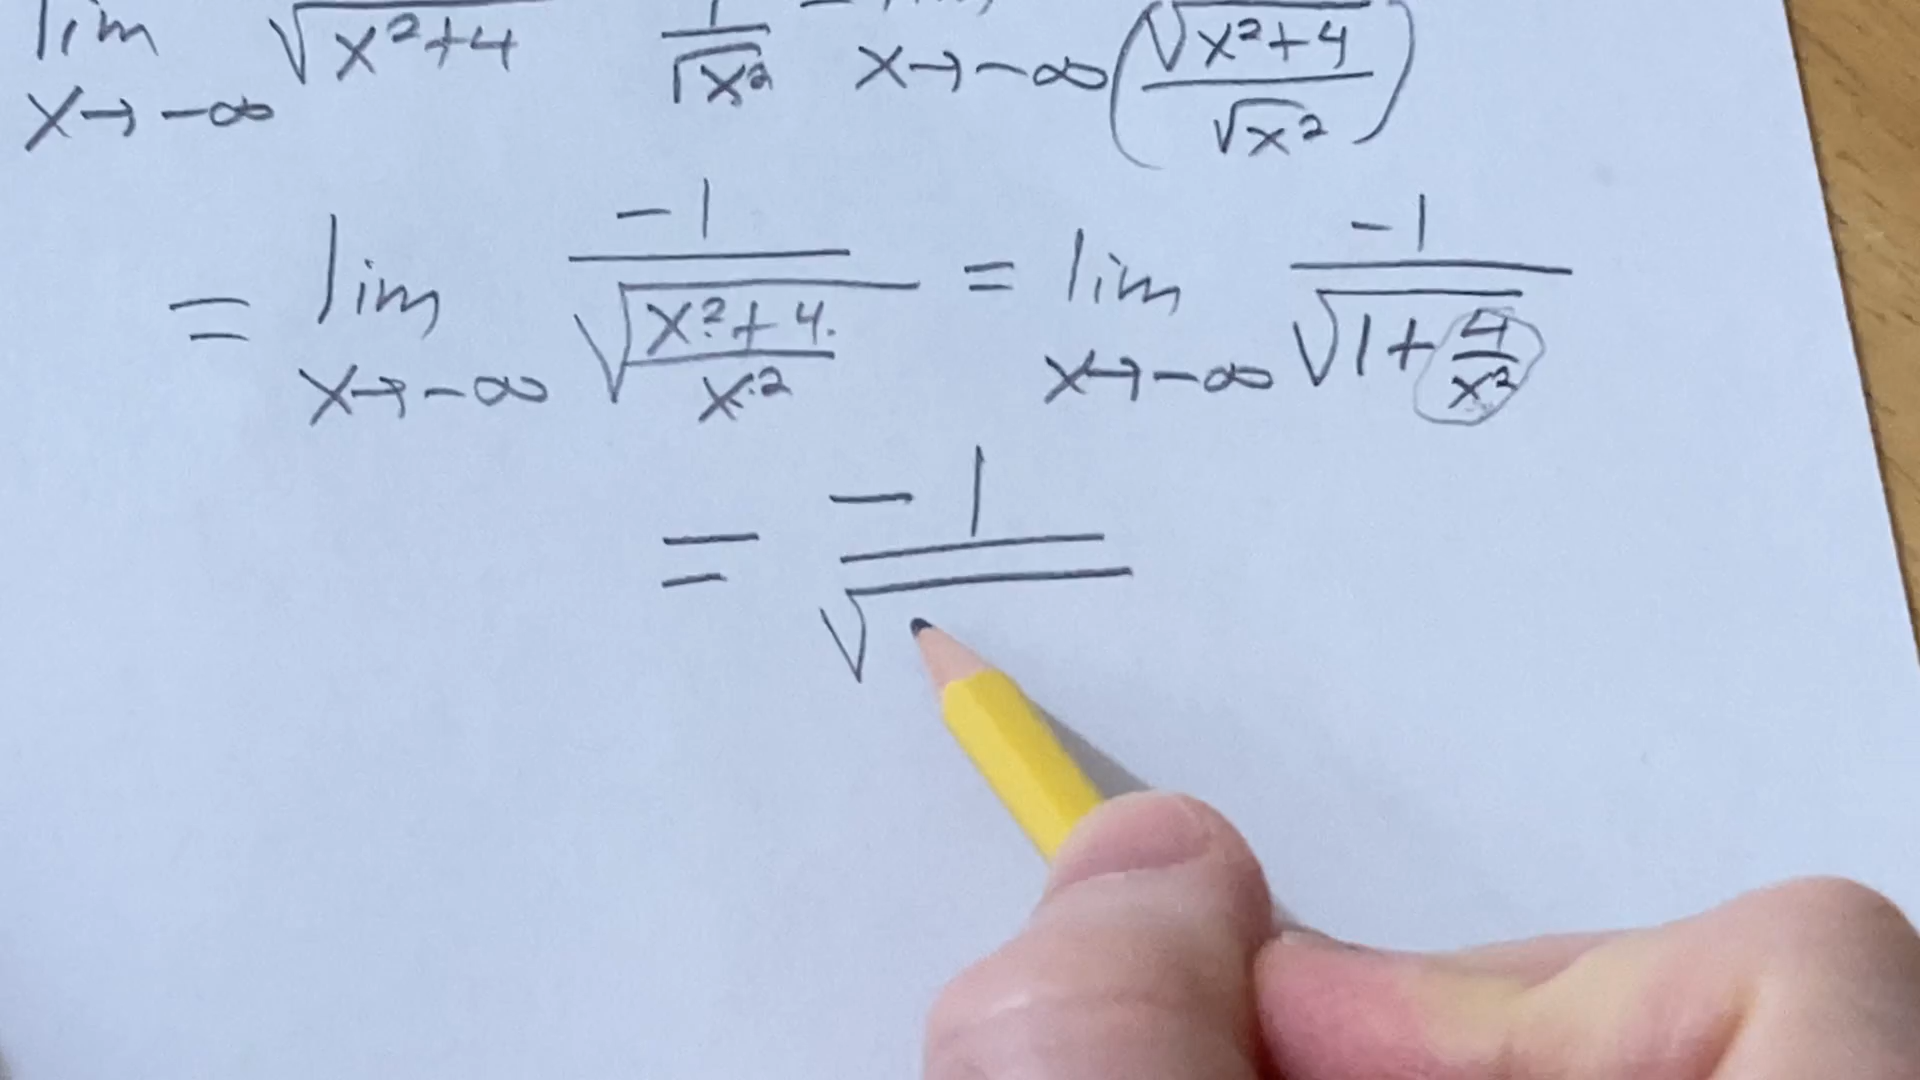 lim x→-∞ √(x²+4) 1/√x² x→-∞ (√(x²+4)/√x²)
= lim x→-∞ -1/√((x²+4)/x²) = lim x→-∞ -1/√(1+4/x²)
= -1/√